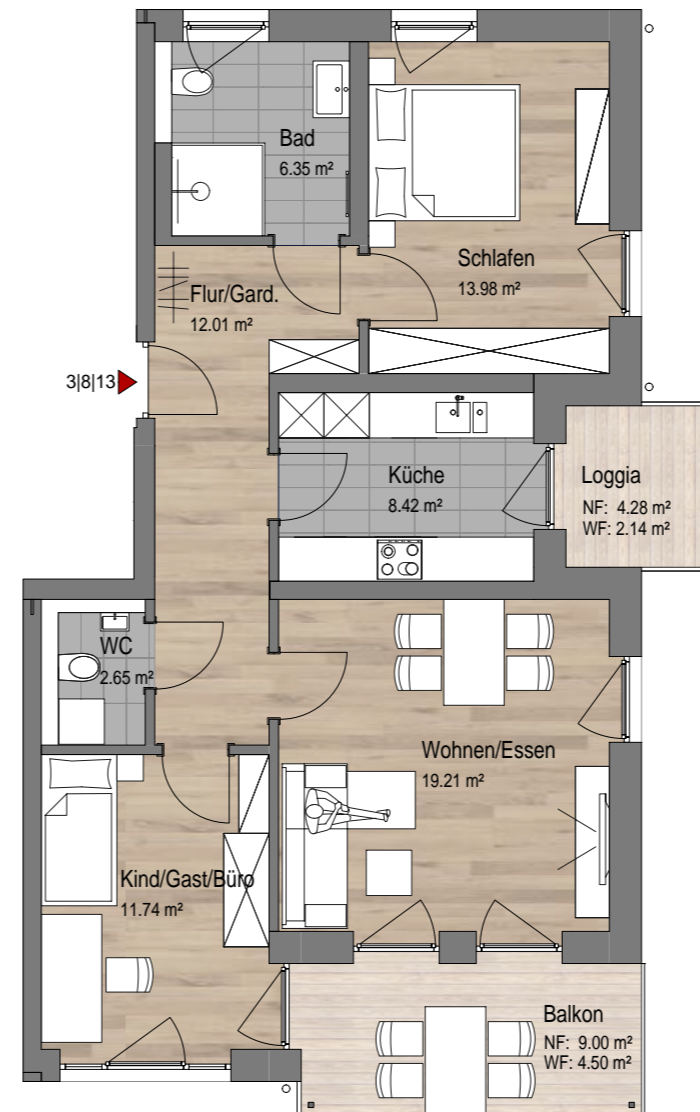 Bad
6.35 m²
Schlafen
13.98 m²
Flur/Gard.
12.01 m²
3|8|13
Küche
8.42 m²
Loggia
NF: 4.28 m²
WF: 2.14 m²
WC
2.65 m²
Wohnen/Essen
19.21 m²
Kind/Gast/Büro
11.74 m²
Balkon
NF: 9.00 m²
WF: 4.50 m²